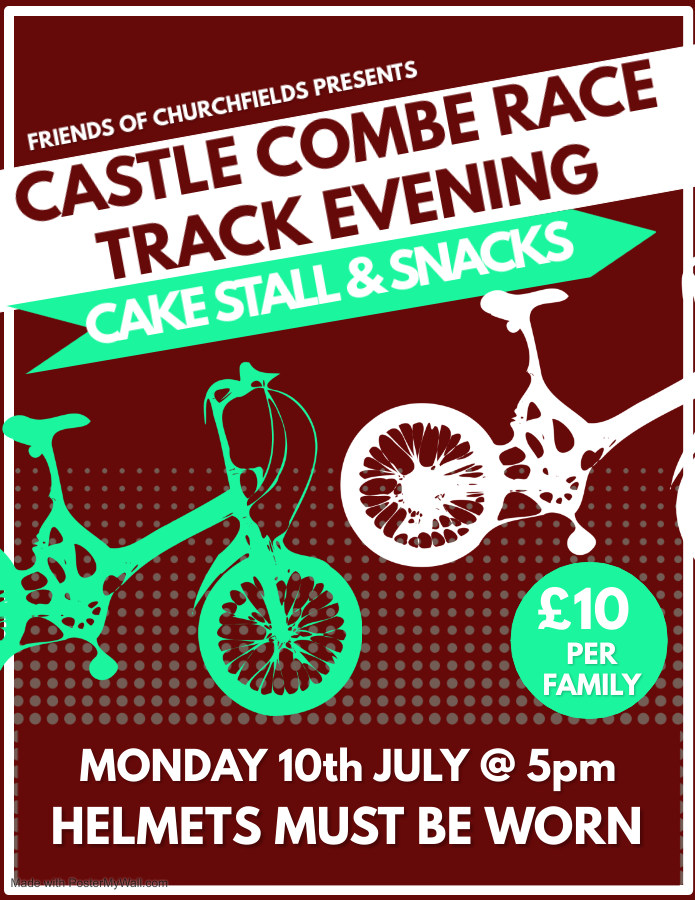 FRIENDS OF CHURCHFIELDS PRESENTS
CASTLE COMBE RACE
TRACK EVENING
CAKE STALL & SNACKS
£10
PER
FAMILY
MONDAY 10th JULY @ 5pm
HELMETS MUST BE WORN
Made with PosterMyWall.com